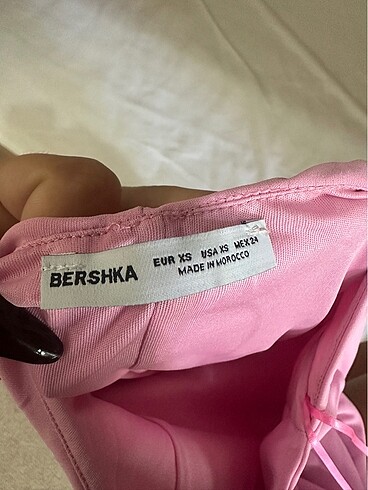 BERSHKA
EUR XS USA XS MEX 24
MADE IN MOROCCO